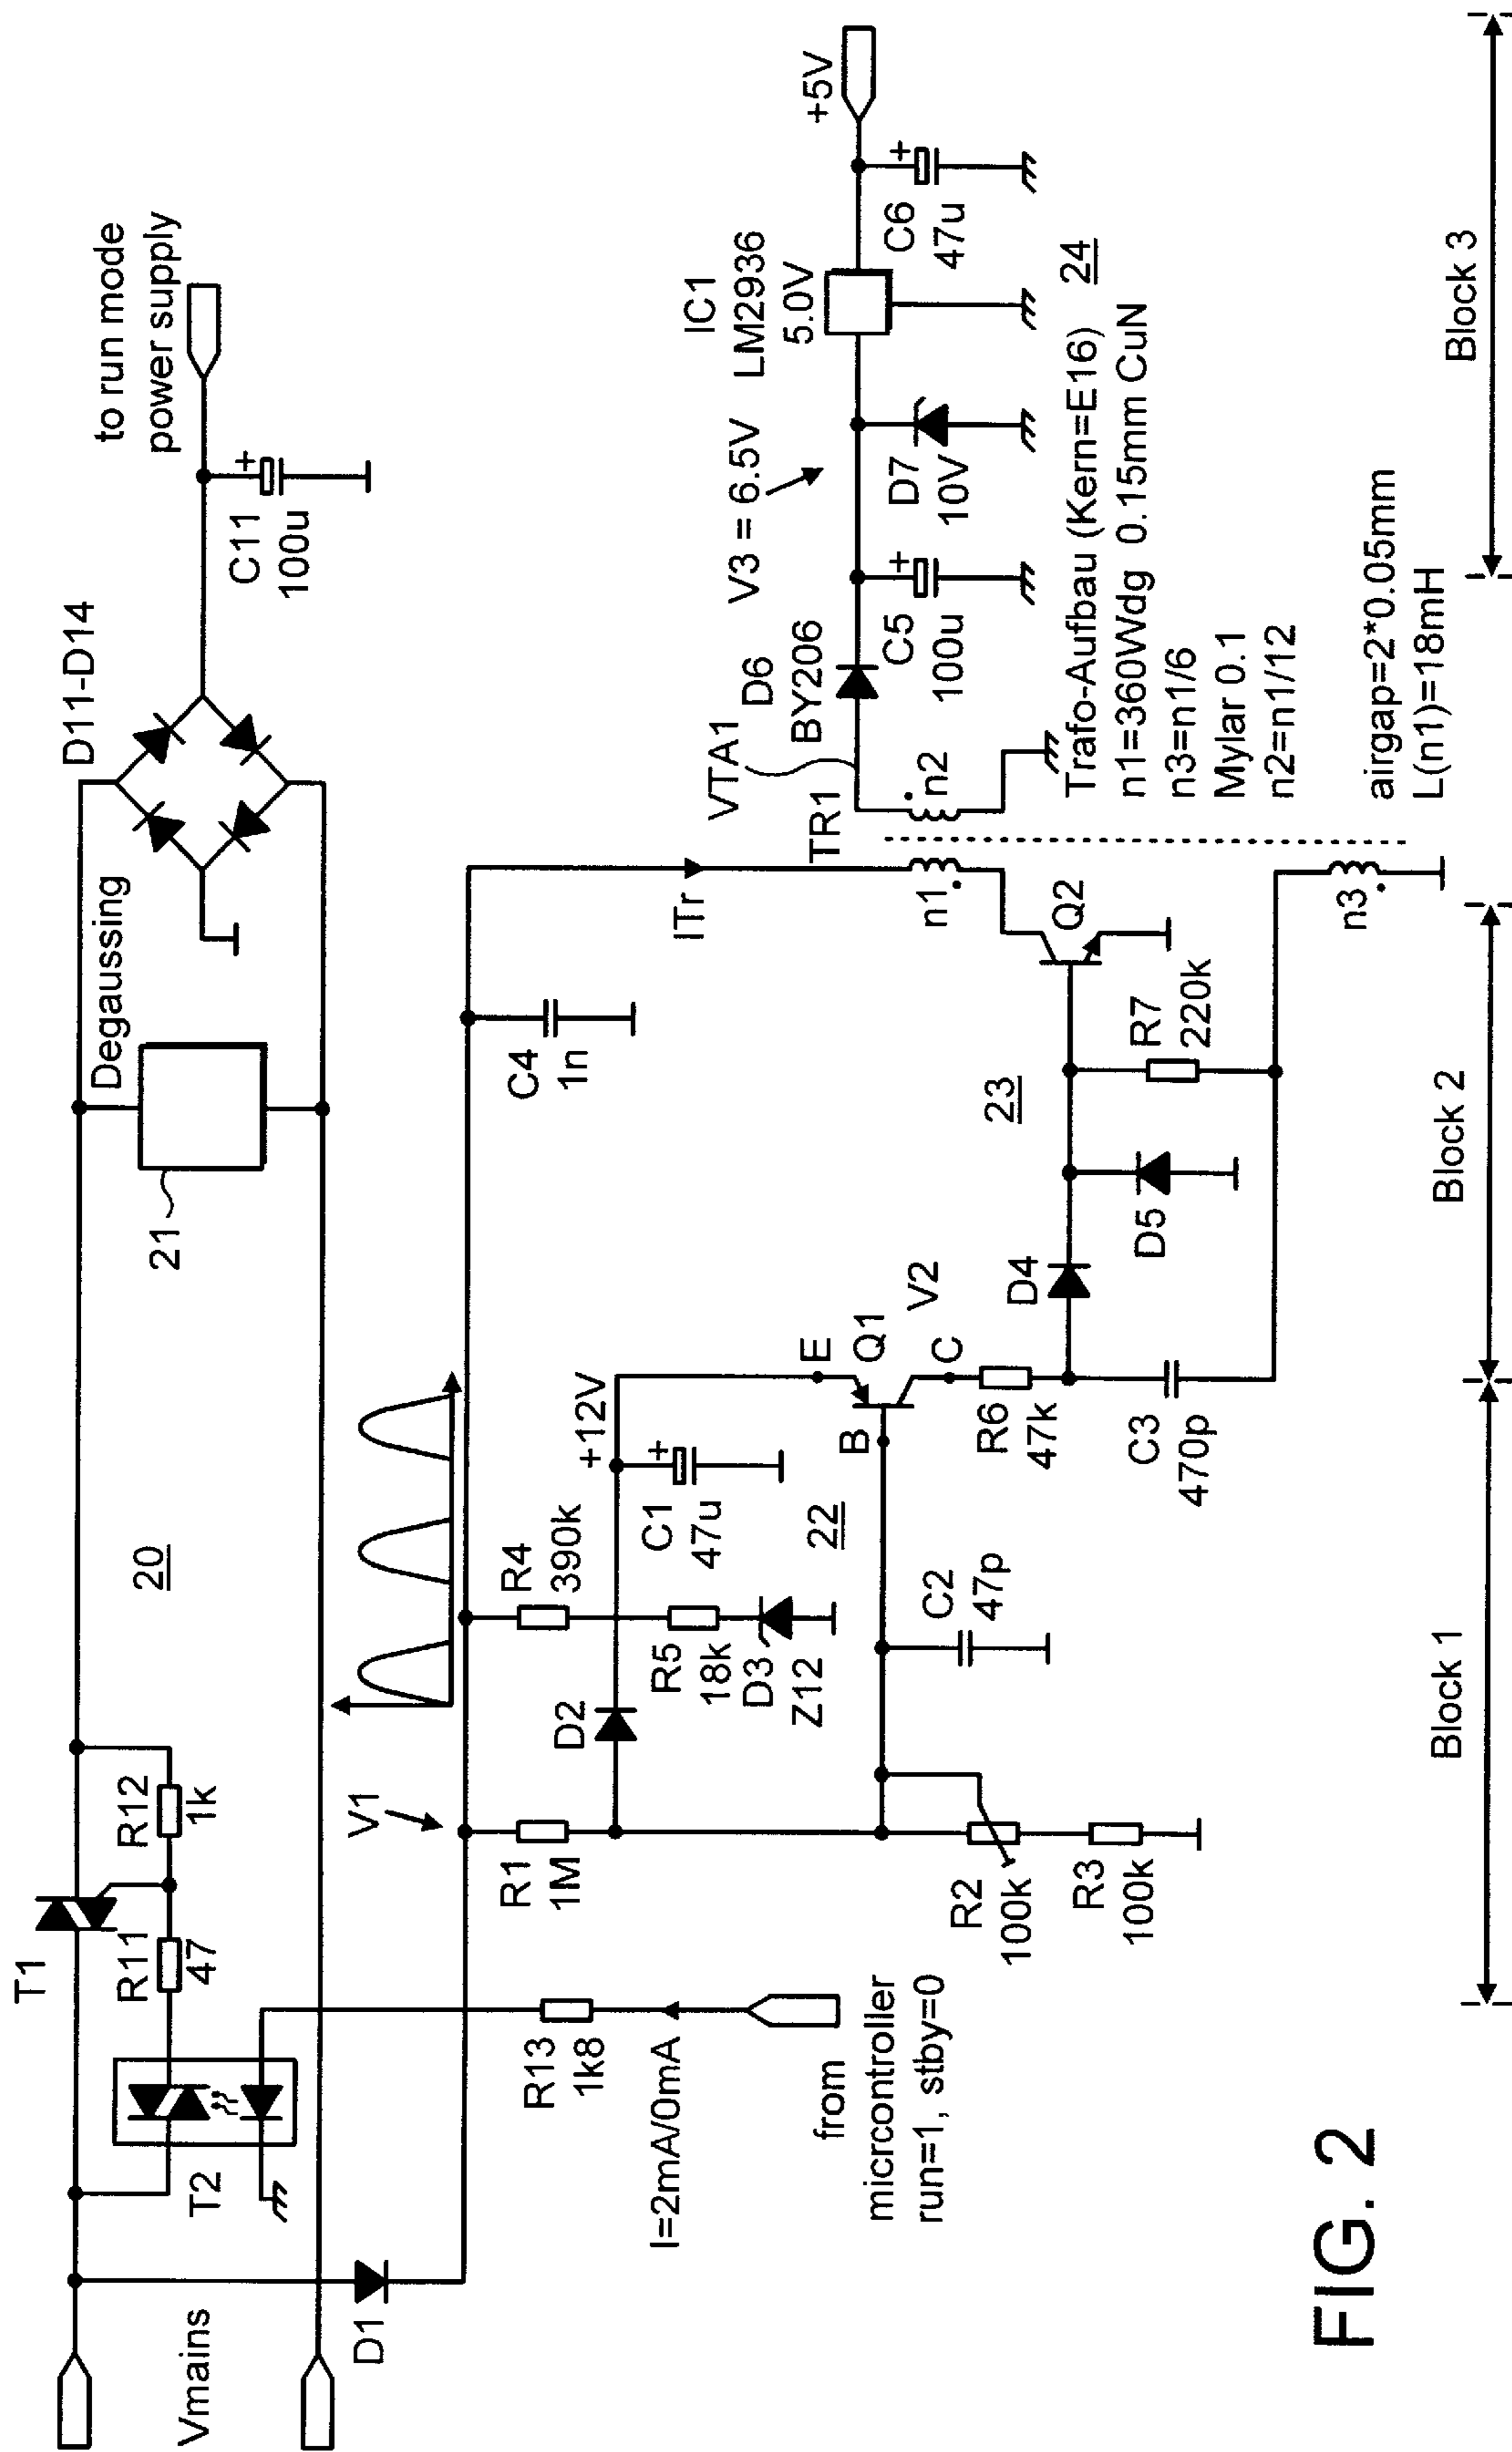 to run mode
power supply
C11
+
100u
D11-D14
Degaussing
21
20
T1
R12
1k
R11
47
T2
Vmains
D1
V1
R1
1M
R4
390k
R5
18k
D3
Z12
D2
+12V
C1
+
47u
22
C2
47p
R2
100k
R3
100k
R13
1k8
I=2mA/0mA
from
microcontroller
run=1, stby=0
E
Q1
B
C
V2
R6
47k
C3
470p
D4
D5
23
R7
220k
Q2
C4
1n
ITr
n1
TR1
n2
n3
VTA1
D6
BY206
C5
+
100u
V3 = 6.5V
D7
10V
IC1
LM2936
5.0V
C6
+
47u
+5V
24
Trafo-Aufbau (Kern=E16)
n1=360Wdg 0.15mm CuN
n3=n1/6
Mylar 0.1
n2=n1/12
airgap=2*0.05mm
L(n1)=18mH
Block 1
Block 2
Block 3
FIG. 2